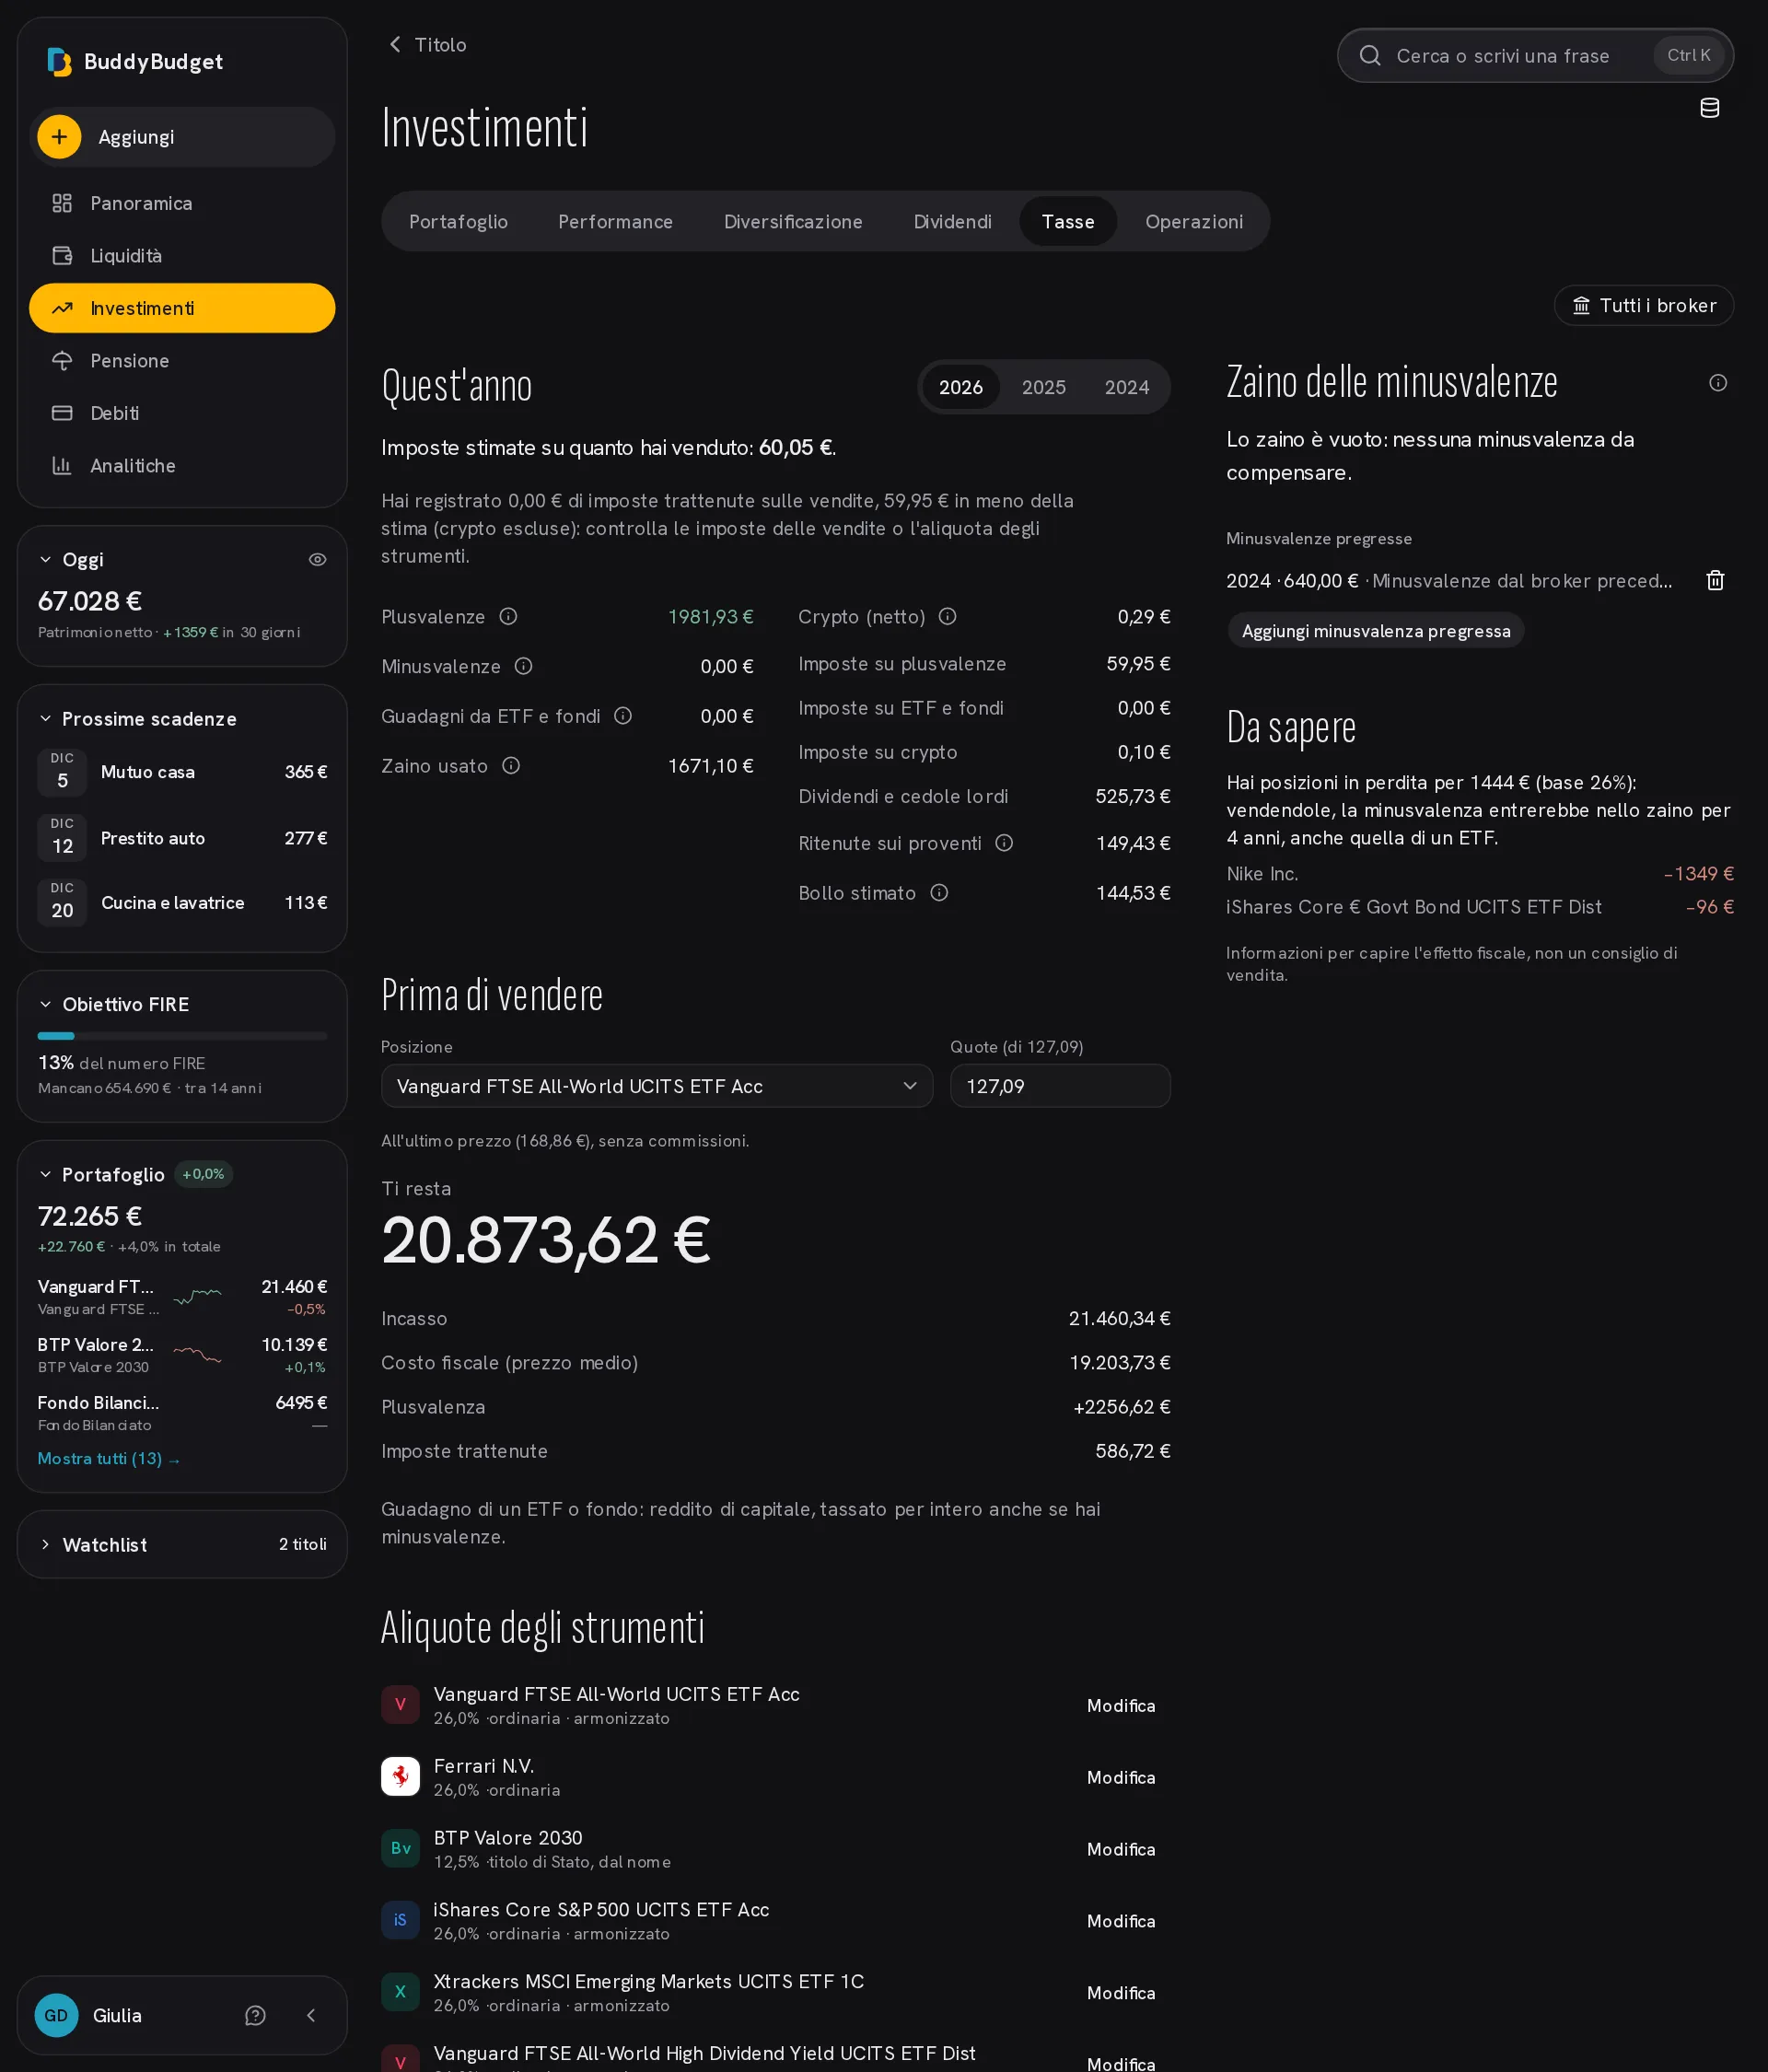 BuddyBudget
Aggiungi
Panoramica
Liquidità
Investimenti
Pensione
Debiti
Analitiche
Oggi
67.028 €
Patrimonio netto · +1359 € in 30 giorni
Prossime scadenze
DIC
5
Mutuo casa
365 €
DIC
12
Prestito auto
277 €
DIC
20
Cucina e lavatrice
113 €
Obiettivo FIRE
13% del numero FIRE
Mancano 654.690 € · tra 14 anni
Portafoglio
+0,0%
72.265 €
+22.760 € · +4,0% in totale
Vanguard FT...
21.460 €
Vanguard FTSE ...
-0,5%
BTP Valore 2...
10.139 €
BTP Valore 2030
+0,1%
Fondo Bilanci...
6495 €
Fondo Bilanciato
—
Mostra tutti (13) →
Watchlist
2 titoli
GD
Giulia
Titolo
Cerca o scrivi una frase
Ctrl K
Investimenti
Portafoglio
Performance
Diversificazione
Dividendi
Tasse
Operazioni
Tutti i broker
Quest'anno
2026
2025
2024
Imposte stimate su quanto hai venduto: 60,05 €.
Hai registrato 0,00 € di imposte trattenute sulle vendite, 59,95 € in meno della
stima (crypto escluse): controlla le imposte delle vendite o l'aliquota degli
strumenti.
Plusvalenze
1981,93 €
Minusvalenze
0,00 €
Guadagni da ETF e fondi
0,00 €
Zaino usato
1671,10 €
Crypto (netto)
0,29 €
Imposte su plusvalenze
59,95 €
Imposte su ETF e fondi
0,00 €
Imposte su crypto
0,10 €
Dividendi e cedole lordi
525,73 €
Ritenute sui proventi
149,43 €
Bollo stimato
144,53 €
Prima di vendere
Posizione
Quote (di 127,09)
Vanguard FTSE All-World UCITS ETF Acc
127,09
All'ultimo prezzo (168,86 €), senza commissioni.
Ti resta
20.873,62 €
Incasso
21.460,34 €
Costo fiscale (prezzo medio)
19.203,73 €
Plusvalenza
+2256,62 €
Imposte trattenute
586,72 €
Guadagno di un ETF o fondo: reddito di capitale, tassato per intero anche se hai
minusvalenze.
Aliquote degli strumenti
V
Vanguard FTSE All-World UCITS ETF Acc
26,0% · ordinaria · armonizzato
Modifica
Ferrari N.V.
26,0% · ordinaria
Modifica
Bv
BTP Valore 2030
12,5% · titolo di Stato, dal nome
Modifica
iS
iShares Core S&P 500 UCITS ETF Acc
26,0% · ordinaria · armonizzato
Modifica
X
Xtrackers MSCI Emerging Markets UCITS ETF 1C
26,0% · ordinaria · armonizzato
Modifica
V
Vanguard FTSE All-World High Dividend Yield UCITS ETF Dist
Modifica
Zaino delle minusvalenze
Lo zaino è vuoto: nessuna minusvalenza da
compensare.
Minusvalenze pregresse
2024 · 640,00 € · Minusvalenze dal broker preced...
Aggiungi minusvalenza pregressa
Da sapere
Hai posizioni in perdita per 1444 € (base 26%):
vendendole, la minusvalenza entrerebbe nello zaino per
4 anni, anche quella di un ETF.
Nike Inc.
-1349 €
iShares Core € Govt Bond UCITS ETF Dist
-96 €
Informazioni per capire l'effetto fiscale, non un consiglio di
vendita.